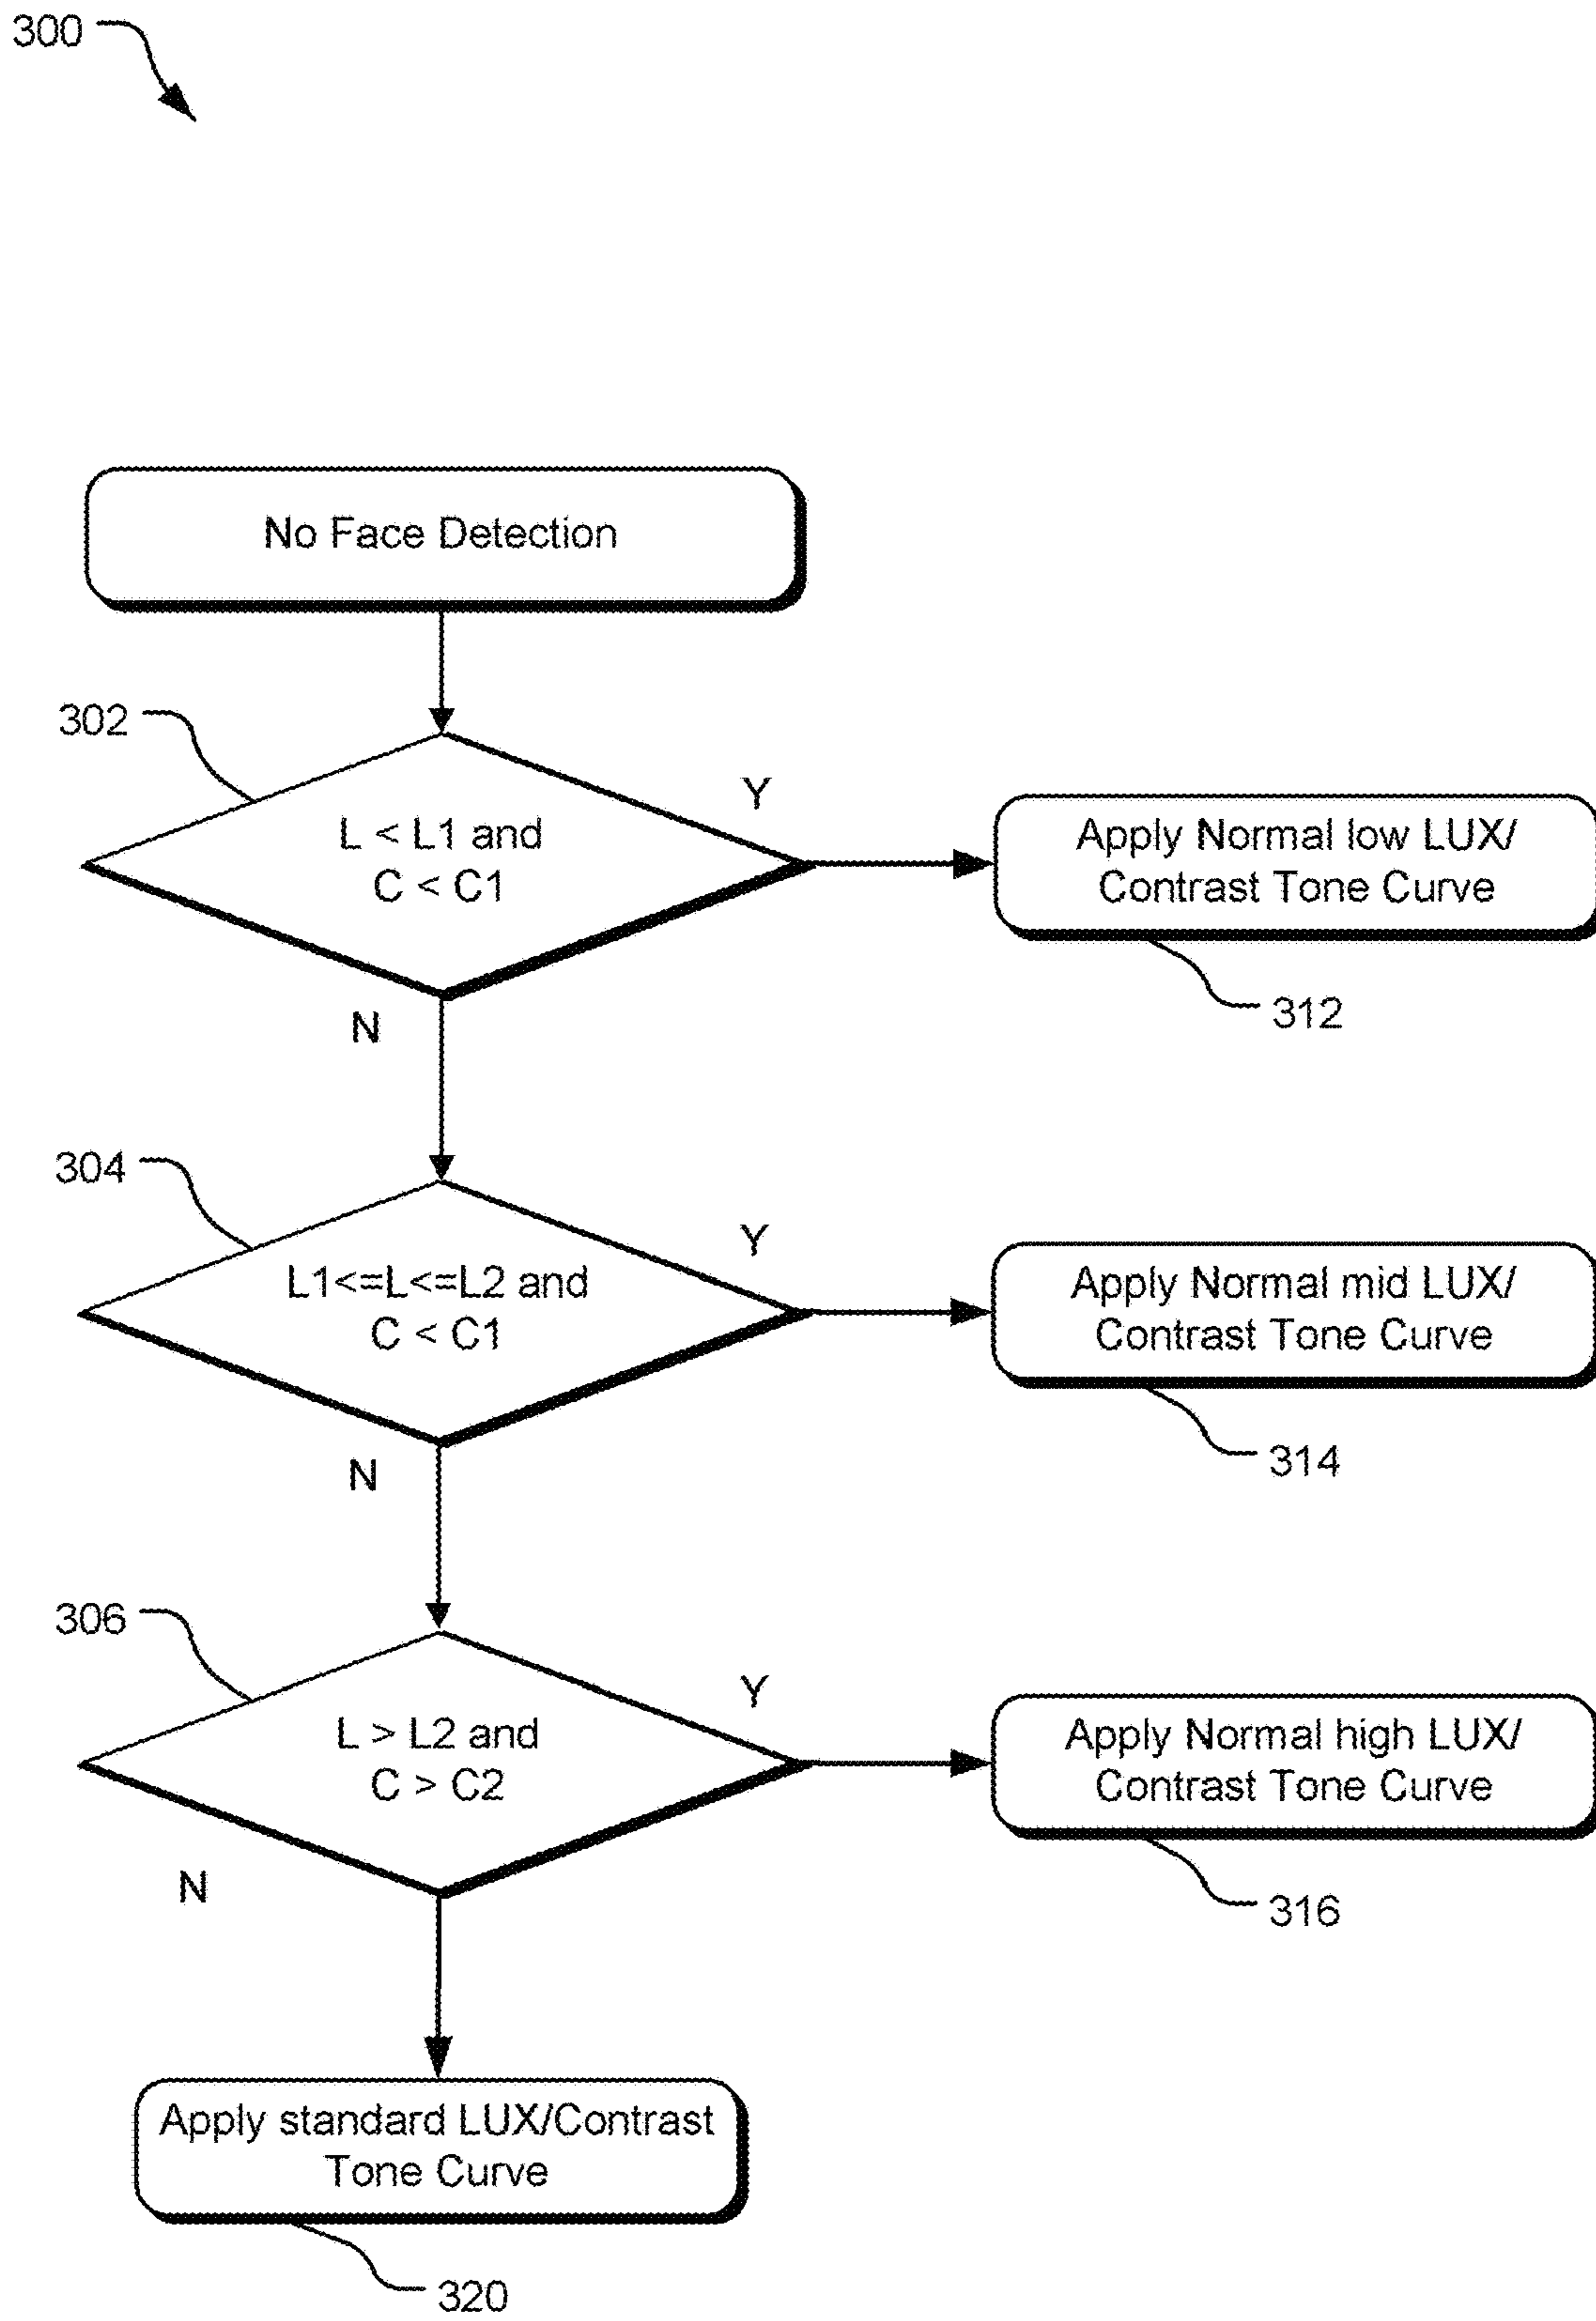 300
No Face Detection
302
L < L1 and
C < C1
Y
Apply Normal low LUX/
Contrast Tone Curve
312
N
304
L1<=L<=L2 and
C < C1
Y
Apply Normal mid LUX/
Contrast Tone Curve
314
N
306
L > L2 and
C > C2
Y
Apply Normal high LUX/
Contrast Tone Curve
316
N
Apply standard LUX/Contrast
Tone Curve
320